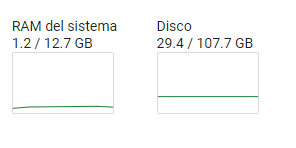 RAM del sistema
1.2 / 12.7 GB
Disco
29.4 / 107.7 GB